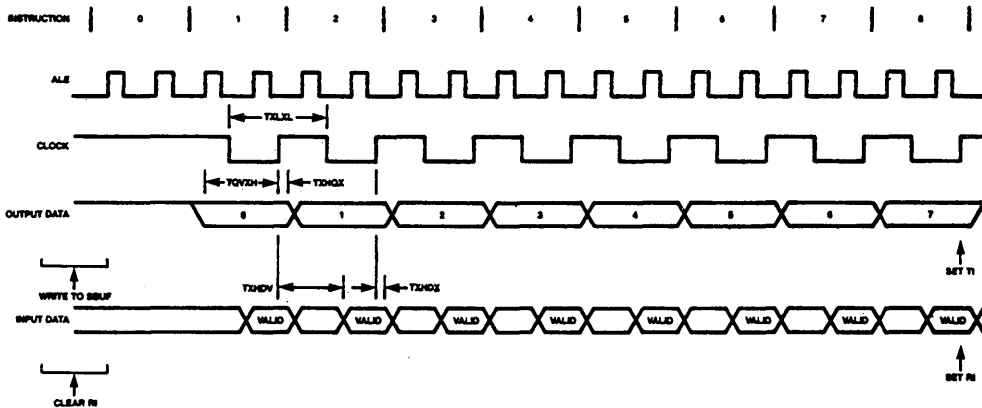 INSTRUCTION 0 1 2 3 4 5 6 7 8
ALE
TXLXL
CLOCK
TQVXH TXHQX
OUTPUT DATA 0 1 2 3 4 5 6 7
WRITE TO SBUF
SET TI
TXHDV TXHDX
INPUT DATA VALID VALID VALID VALID VALID VALID VALID VALID
CLEAR RI
SET RI